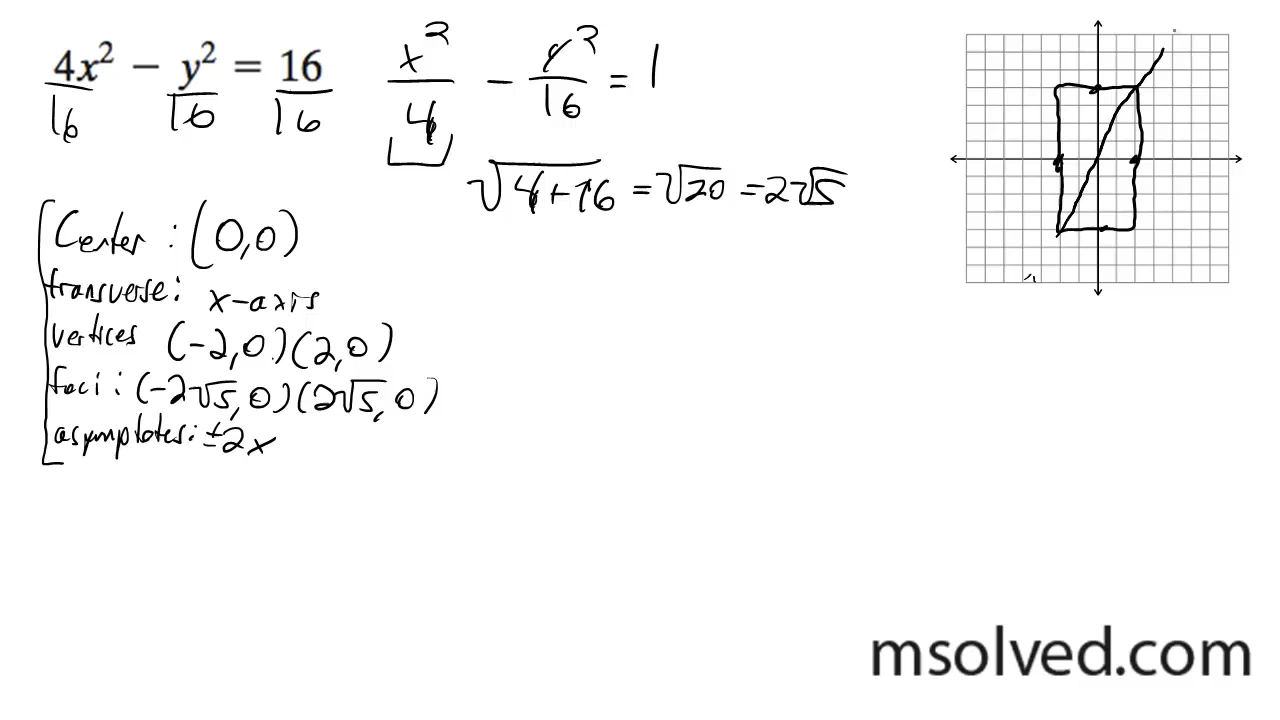 4x² − y² = 16
16 16 16
x²/4 − y²/16 = 1
√4+16 = √20 = 2√5
Center : (0,0)
transverse: x-axis
vertices (-2,0)(2,0)
foci: (-2√5,0)(2√5,0)
asymptotes: ±2x
msolved.com